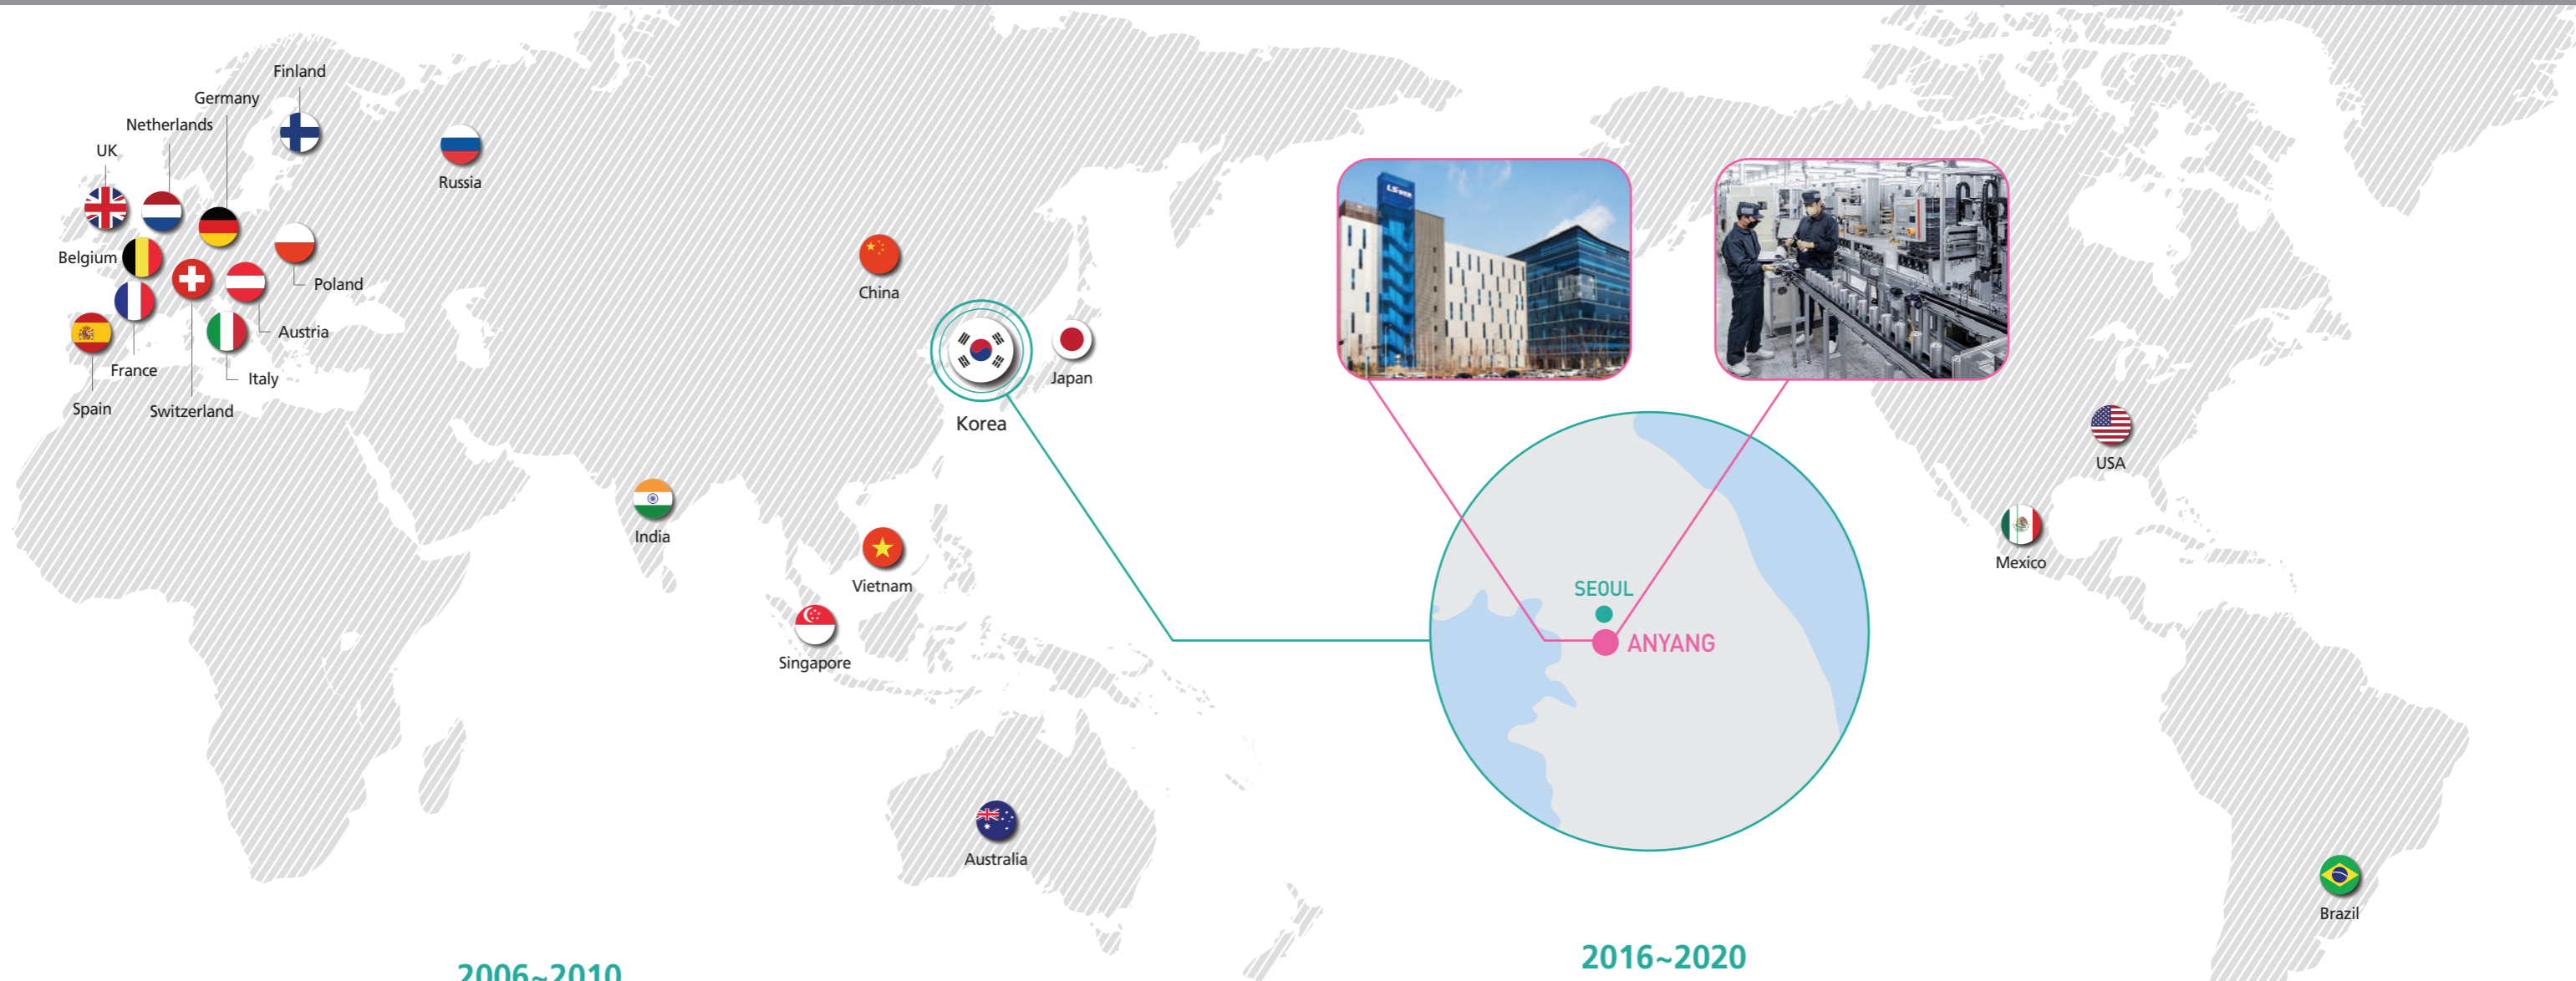 Finland
Germany
Netherlands
UK
Russia
Belgium
Poland
Austria
France
Italy
Spain
Switzerland
China
Korea
Japan
India
Vietnam
Singapore
Australia
LS
SEOUL
ANYANG
USA
Mexico
Brazil
2006~2010
2016~2020